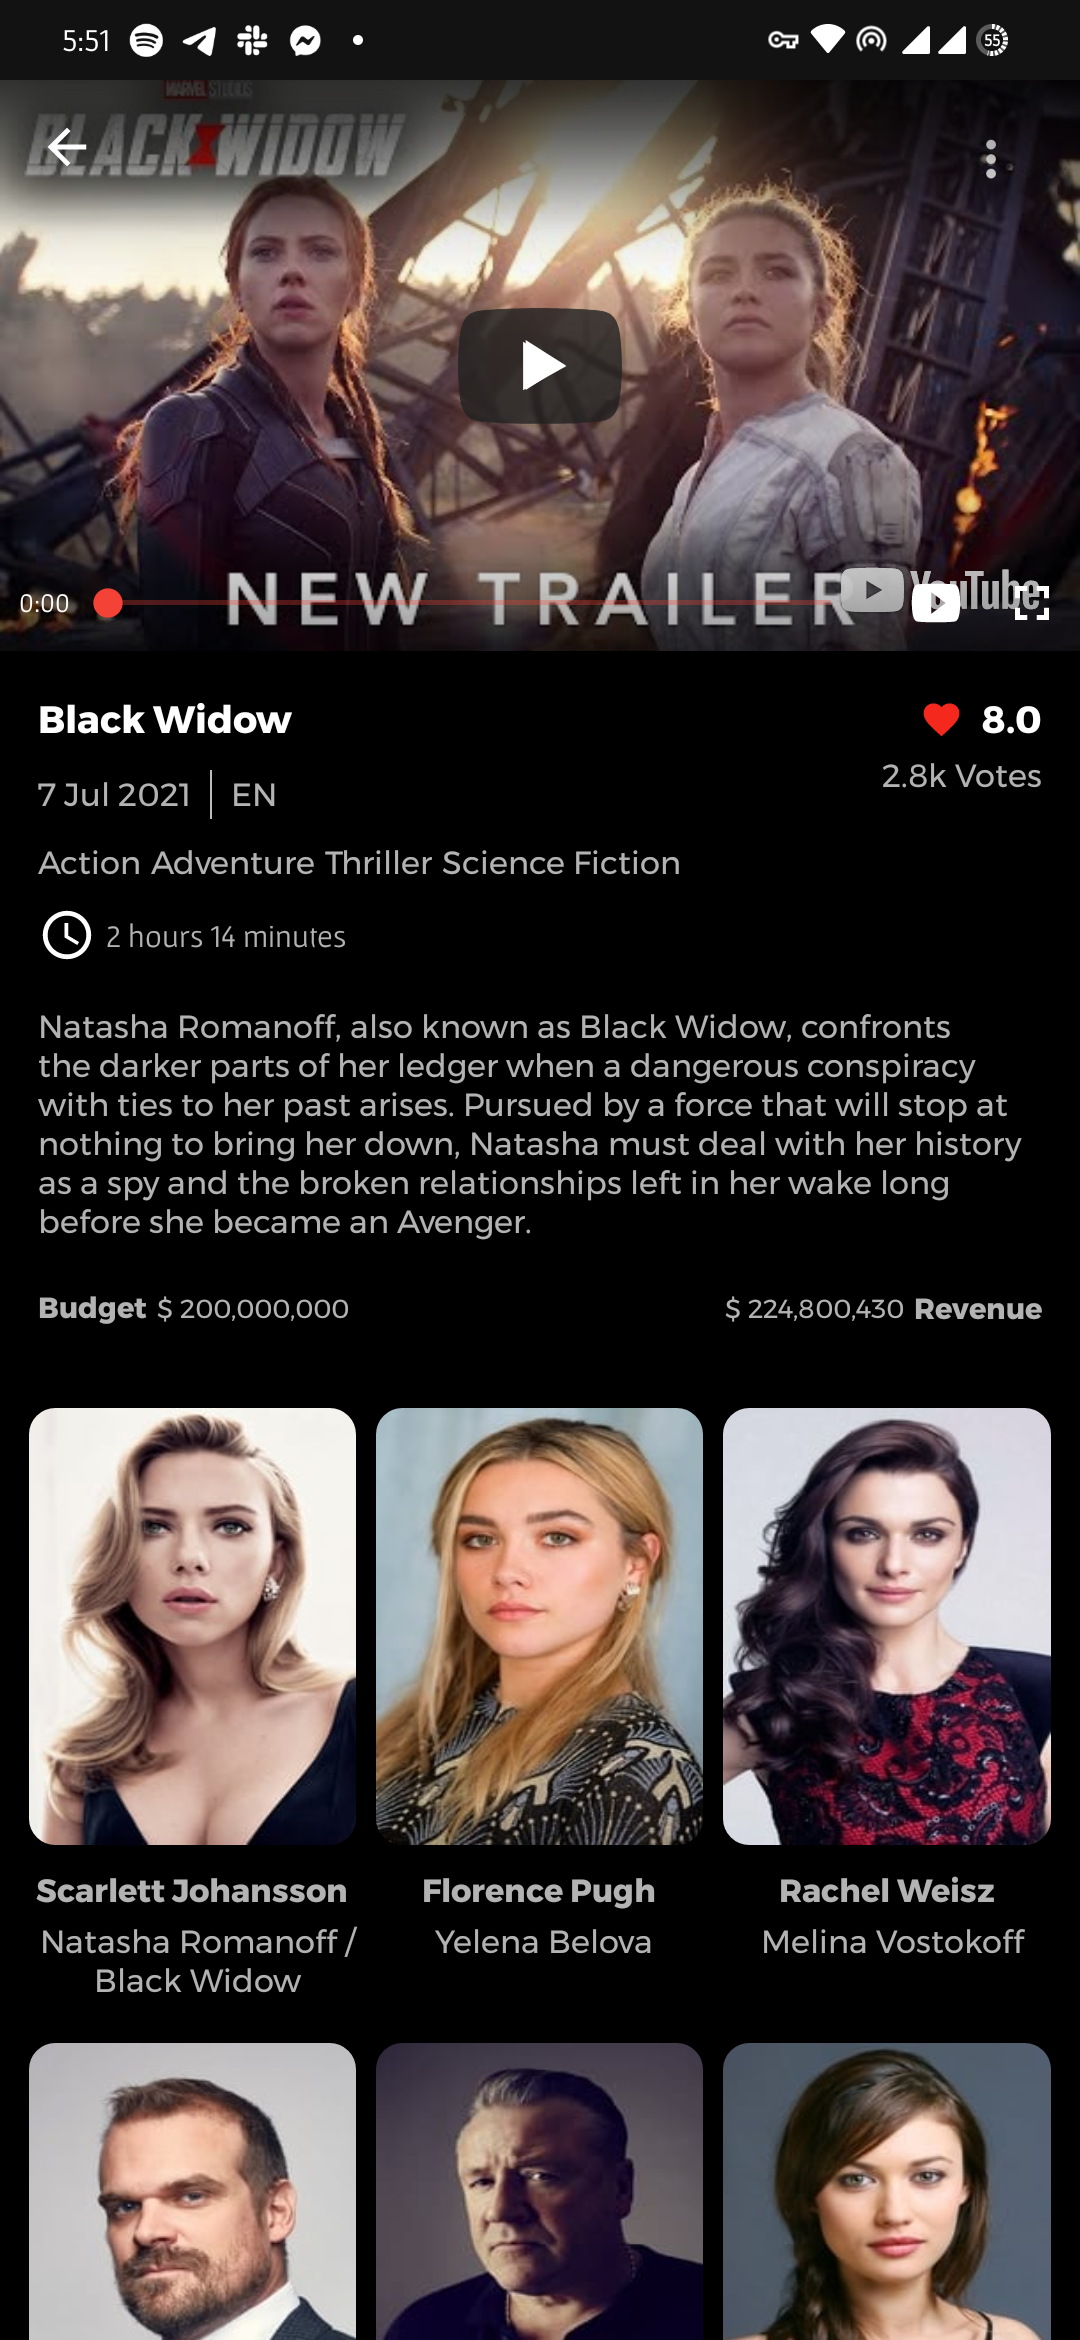 5:51
55
MARVEL STUDIOS
BLACK WIDOW
NEW TRAILER
YouTube
0:00
Black Widow
8.0
7 Jul 2021 | EN
2.8k Votes
Action Adventure Thriller Science Fiction
2 hours 14 minutes
Natasha Romanoff, also known as Black Widow, confronts
the darker parts of her ledger when a dangerous conspiracy
with ties to her past arises. Pursued by a force that will stop at
nothing to bring her down, Natasha must deal with her history
as a spy and the broken relationships left in her wake long
before she became an Avenger.
Budget $ 200,000,000
$ 224,800,430 Revenue
Scarlett Johansson
Natasha Romanoff /
Black Widow
Florence Pugh
Yelena Belova
Rachel Weisz
Melina Vostokoff